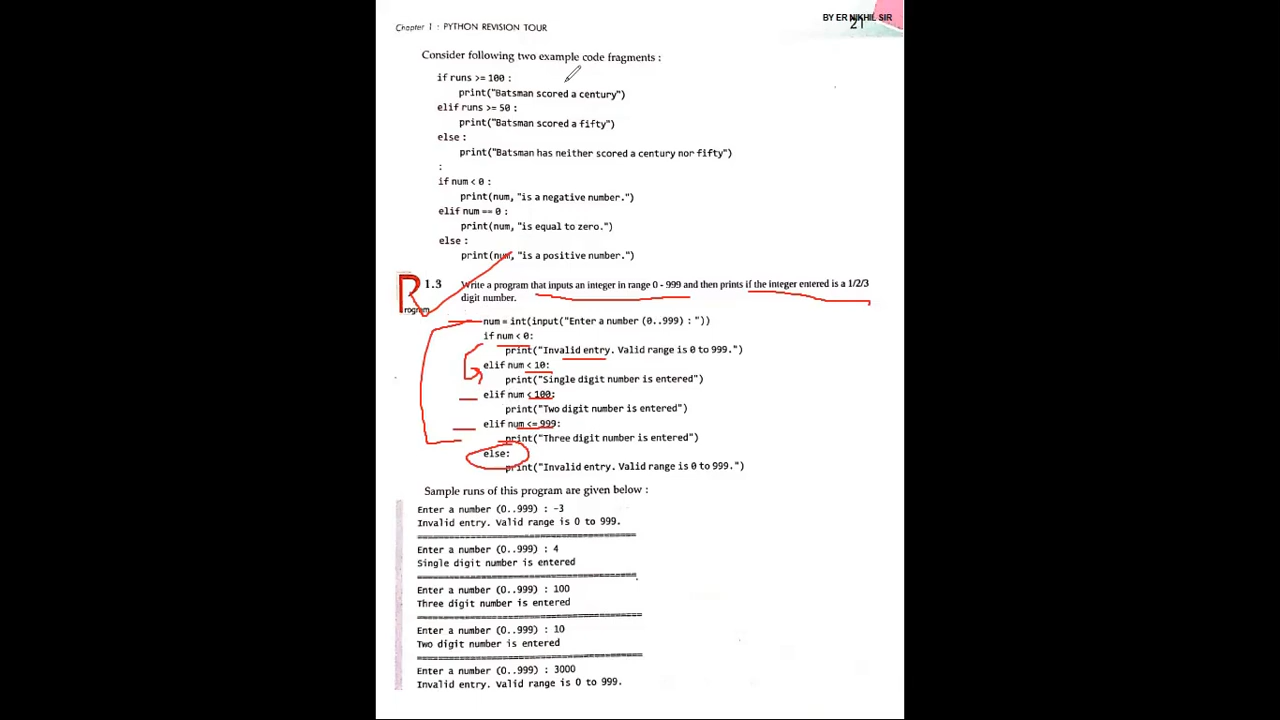 BY ER NIKHIL SIR
Chapter 1 : PYTHON REVISION TOUR
21
Consider following two example code fragments :
if runs >= 100 :
print("Batsman scored a century")
elif runs >= 50 :
print("Batsman scored a fifty")
else :
print("Batsman has neither scored a century nor fifty")
:
if num < 0 :
print(num, "is a negative number.")
elif num == 0 :
print(num, "is equal to zero.")
else :
print(num, "is a positive number.")
1.3 Write a program that inputs an integer in range 0 - 999 and then prints if the integer entered is a 1/2/3
digit number.
Program
num = int(input("Enter a number (0..999) : "))
if num < 0:
print("Invalid entry. Valid range is 0 to 999.")
elif num < 10:
print("Single digit number is entered")
elif num < 100:
print("Two digit number is entered")
elif num <= 999:
print("Three digit number is entered")
else:
print("Invalid entry. Valid range is 0 to 999.")
Sample runs of this program are given below :
Enter a number (0..999) : -3
Invalid entry. Valid range is 0 to 999.
Enter a number (0..999) : 4
Single digit number is entered
Enter a number (0..999) : 100
Three digit number is entered
Enter a number (0..999) : 10
Two digit number is entered
Enter a number (0..999) : 3000
Invalid entry. Valid range is 0 to 999.